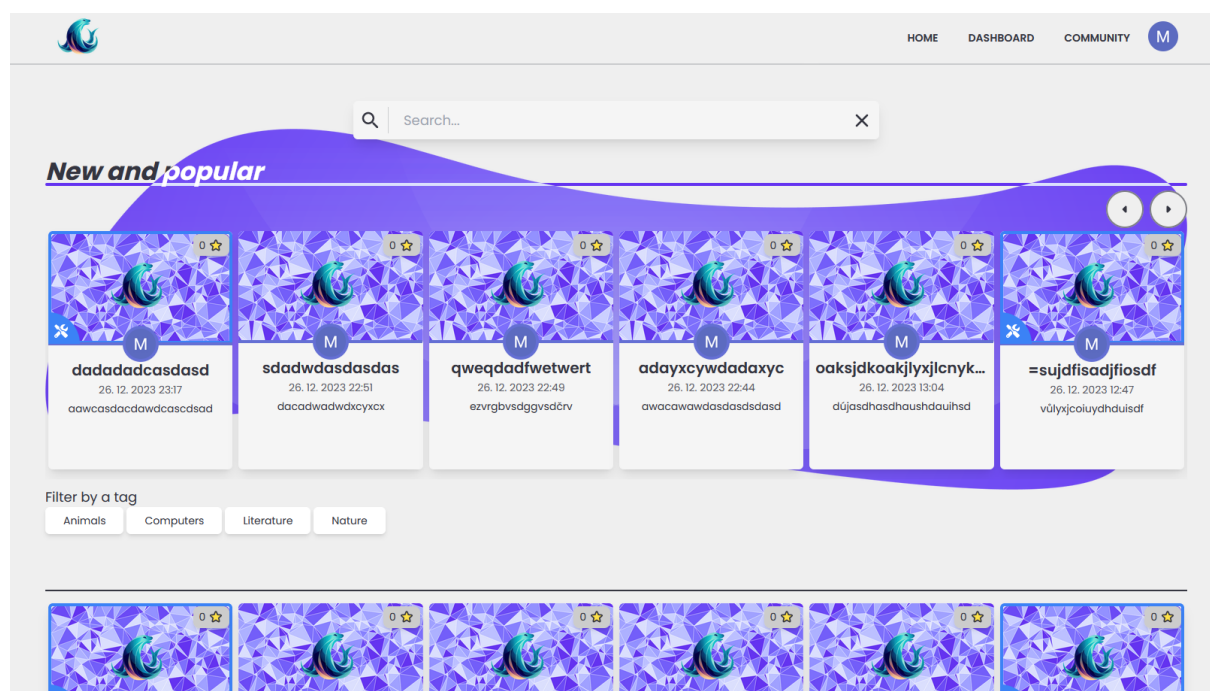 HOME DASHBOARD COMMUNITY M
Search...
New and popular
0 0 0 0 0 0
M M M M M M
dadadadcasdasd
26. 12. 2023 23:17
aawcasdacdawdcascdsad
sdadwdasdasdas
26. 12. 2023 22:51
dacadwadwdxcyxcx
qweqdadfwetwert
26. 12. 2023 22:49
ezvrgbvsdggvsdčrv
adayxcywdadaxyc
26. 12. 2023 22:44
awacawawdasdasdsdasd
oaksjdkoakjlyxjlcnyk...
26. 12. 2023 13:04
dújasdhasdhaushdauihsd
=sujdfisadjfiosdf
26. 12. 2023 12:47
vůlyxjcoiuydhduisdf
Filter by a tag
Animals Computers Literature Nature
0 0 0 0 0 0